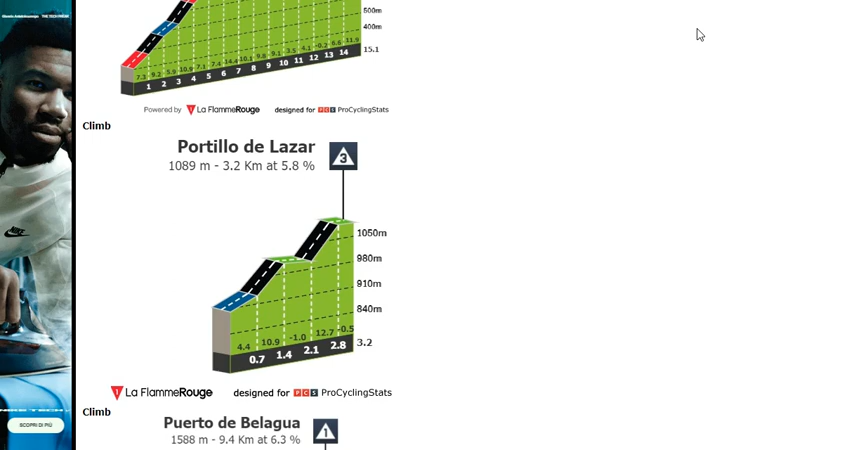 500m
400m
7.3 9.2 5.9 10.9 7.1 7.4 14.4 10.1 9.8 9.1 3.5 4.1 -0.2 6.6 11.9
1 2 3 4 5 6 7 8 9 10 11 12 13 14 15.1
Powered by La FlammeRouge designed for PCS ProCyclingStats
Climb
Portillo de Lazar
1089 m - 3.2 Km at 5.8 %
3
1050m
980m
910m
840m
4.4 10.9 -1.0 12.7 -0.5
0.7 1.4 2.1 2.8 3.2
La FlammeRouge designed for PCS ProCyclingStats
Climb
Puerto de Belagua
1588 m - 9.4 Km at 6.3 %
1
SCOPRI DI PIÙ